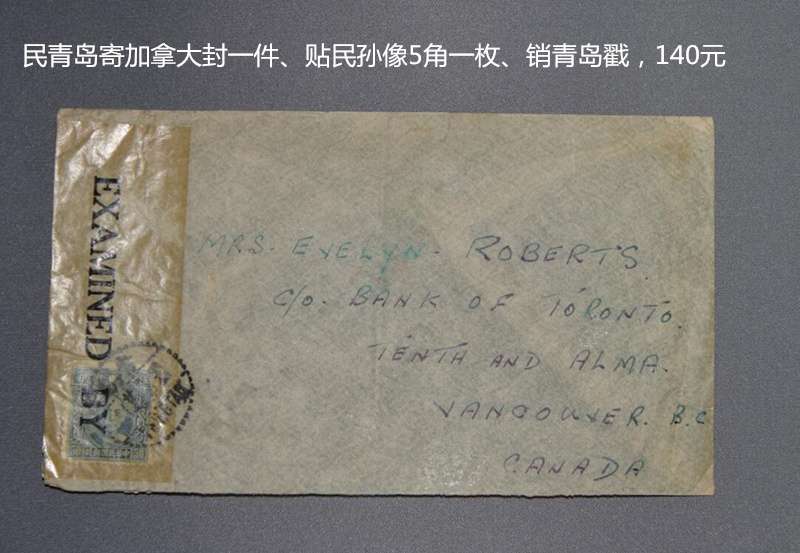 民青岛寄加拿大封一件、贴民孙像5角一枚、销青岛戳，140元
EXAMINED BY
MRS. EVELYN. ROBERTS.
C/O. BANK OF TORONTO.
TENTH AND ALMA.
VANCOUVER. B.C
CANADA